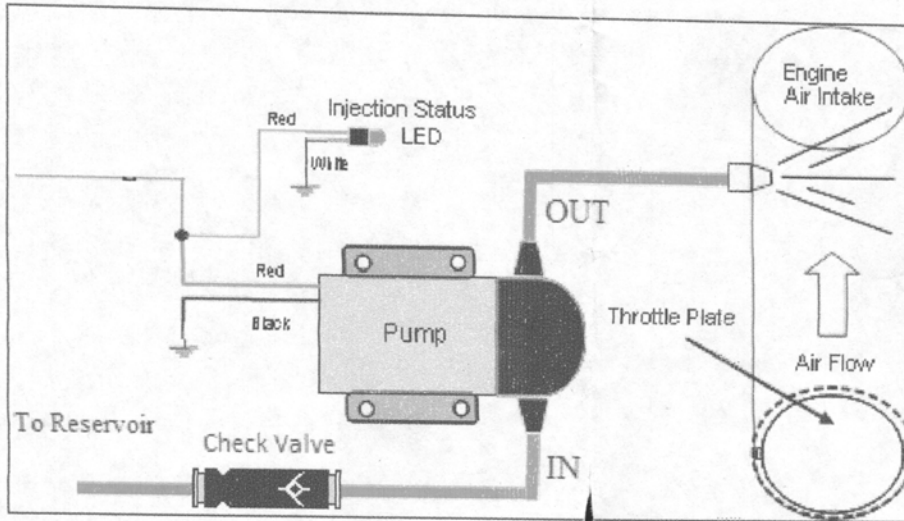 Engine
Air Intake
Injection Status
LED
Red
White
OUT
Red
Black
Pump
Throttle Plate
Air Flow
To Reservoir
Check Valve
IN